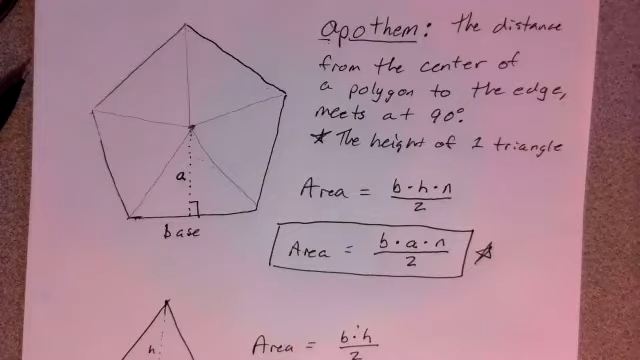 apothem: the distance
from the center of
a polygon to the edge,
meets at 90°.
★ The height of 1 triangle
a
base
Area = b·h·n / 2
Area = b·a·n / 2 ★
h
Area = b·h / 2